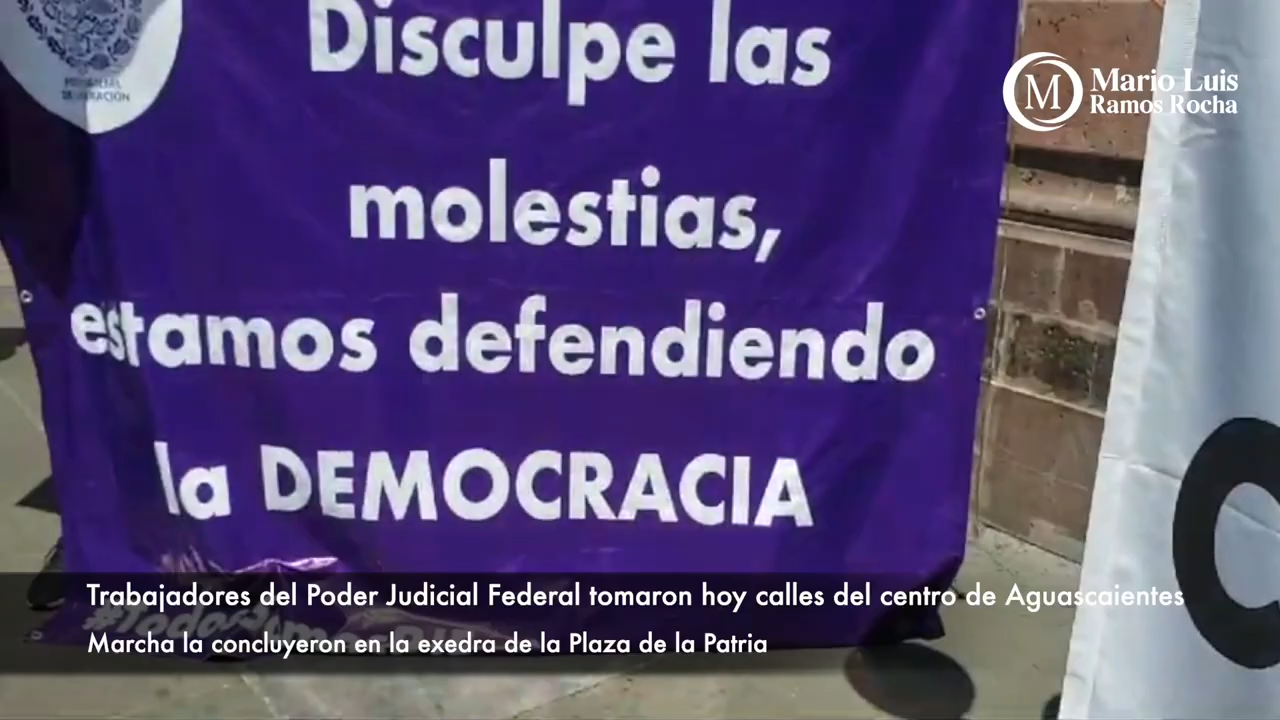 Disculpe las
molestias,
estamos defendiendo
la DEMOCRACIA
Mario Luis
Ramos Rocha
M
Trabajadores del Poder Judicial Federal tomaron hoy calles del centro de Aguascaientes
Marcha la concluyeron en la exedra de la Plaza de la Patria